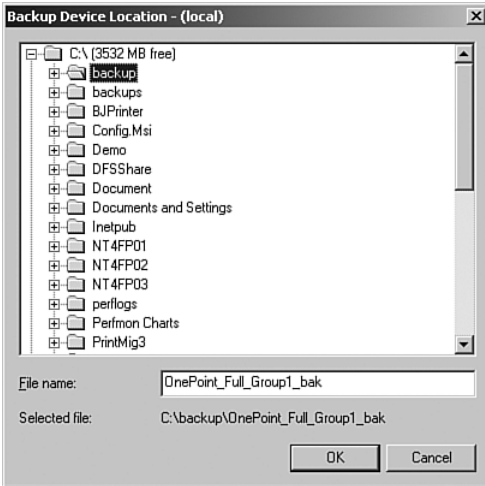 Backup Device Location - (local)
C:\ (3532 MB free)
backup
backups
BJPrinter
Config.Msi
Demo
DFSShare
Document
Documents and Settings
Inetpub
NT4FP01
NT4FP02
NT4FP03
perflogs
Perfmon Charts
PrintMig3
File name: OnePoint_Full_Group1_bak
Selected file: C:\backup\OnePoint_Full_Group1_bak
OK Cancel